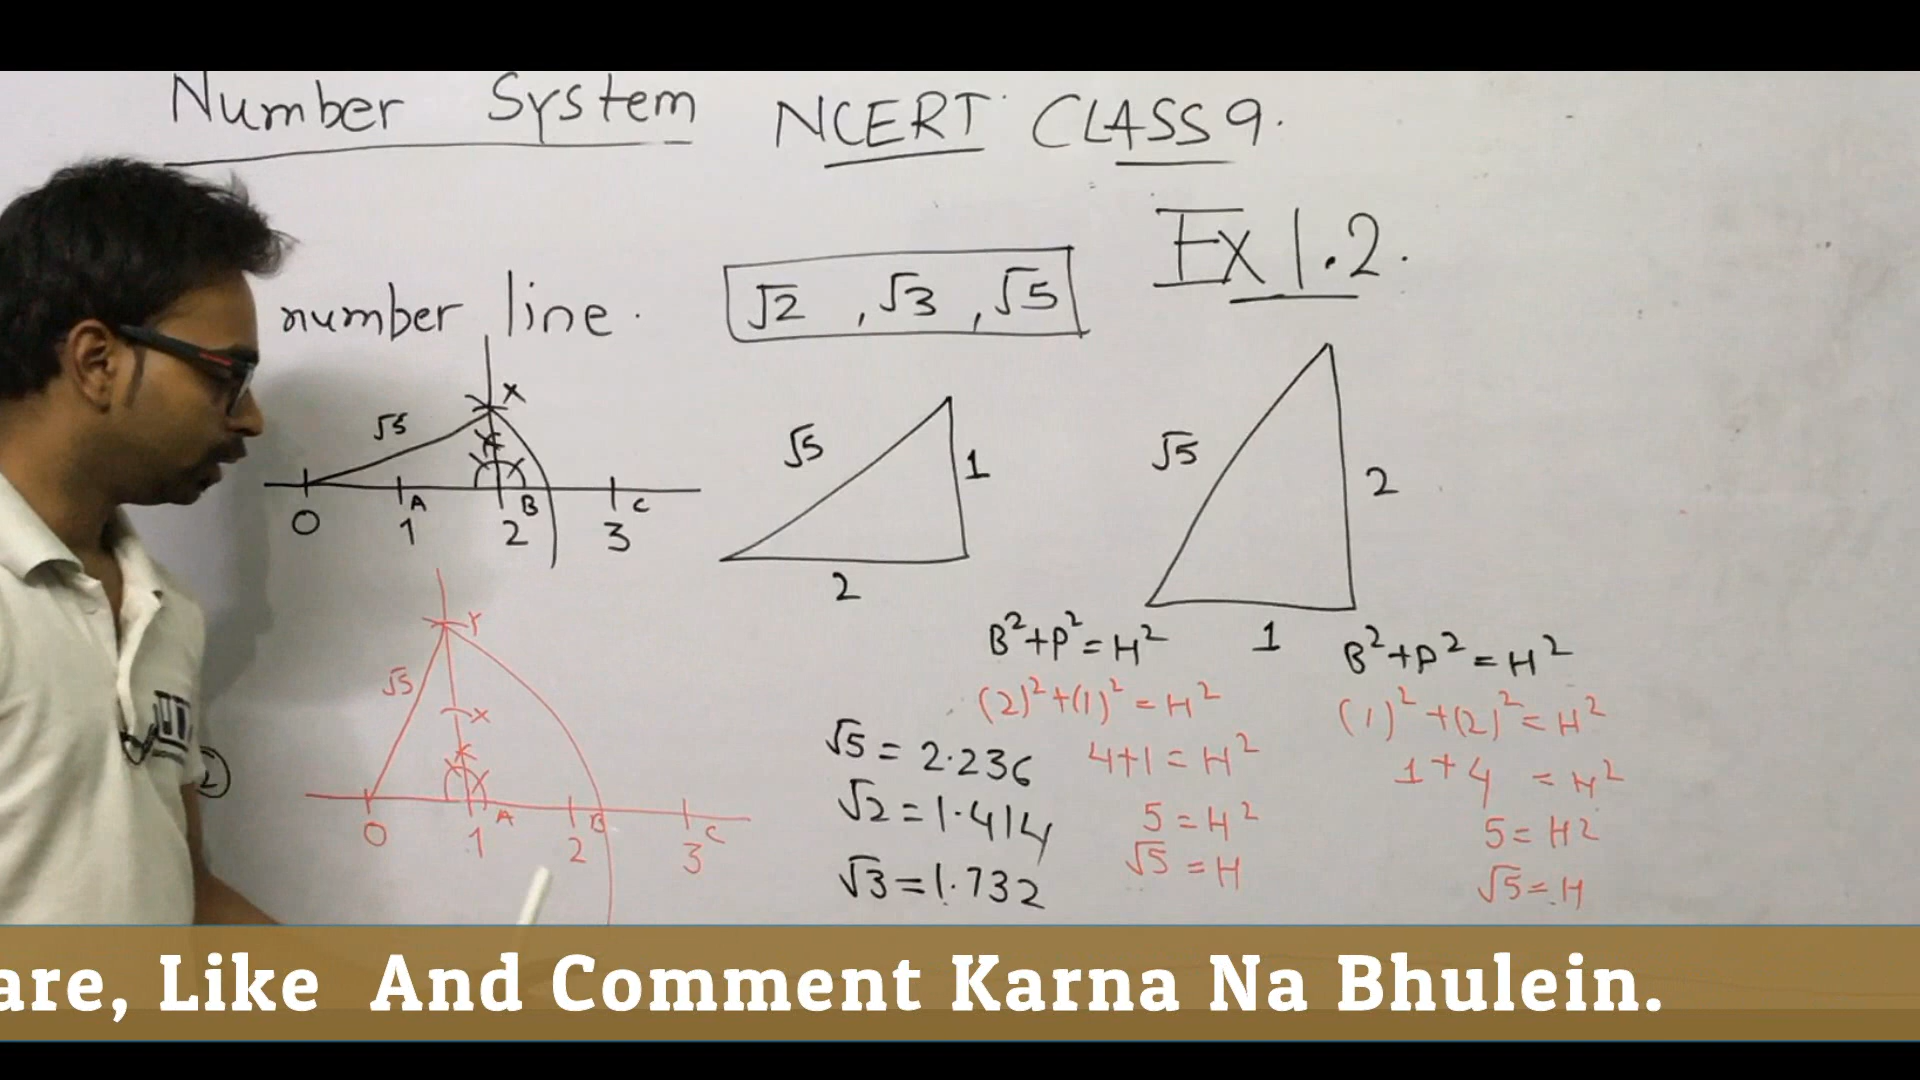 Number System NCERT CLASS 9.
Ex 1.2.
number line. √2 , √3 , √5
X
√5
0 A 1 B 2 C 3
√5 1
2
√5 2
1
Y
√5
X
0 1 A 2 B 3 C
2
B²+P²=H²
(2)²+(1)²=H²
4+1=H²
5=H²
√5=H
B²+P²=H²
(1)²+(2)²=H²
1+4 =H²
5=H²
√5=H
√5=2.236
√2=1.414
√3=1.732
are, Like And Comment Karna Na Bhulein.